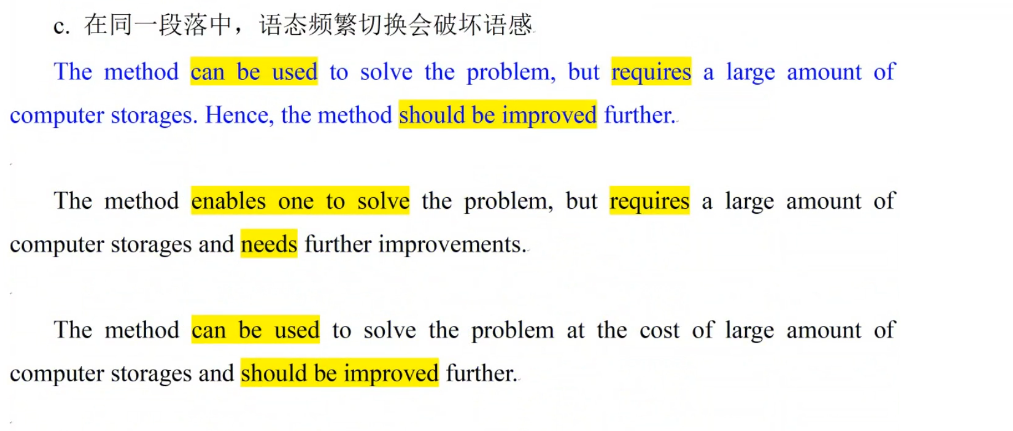 c. 在同一段落中，语态频繁切换会破坏语感
The method can be used to solve the problem, but requires a large amount of
computer storages. Hence, the method should be improved further.
The method enables one to solve the problem, but requires a large amount of
computer storages and needs further improvements.
The method can be used to solve the problem at the cost of large amount of
computer storages and should be improved further.